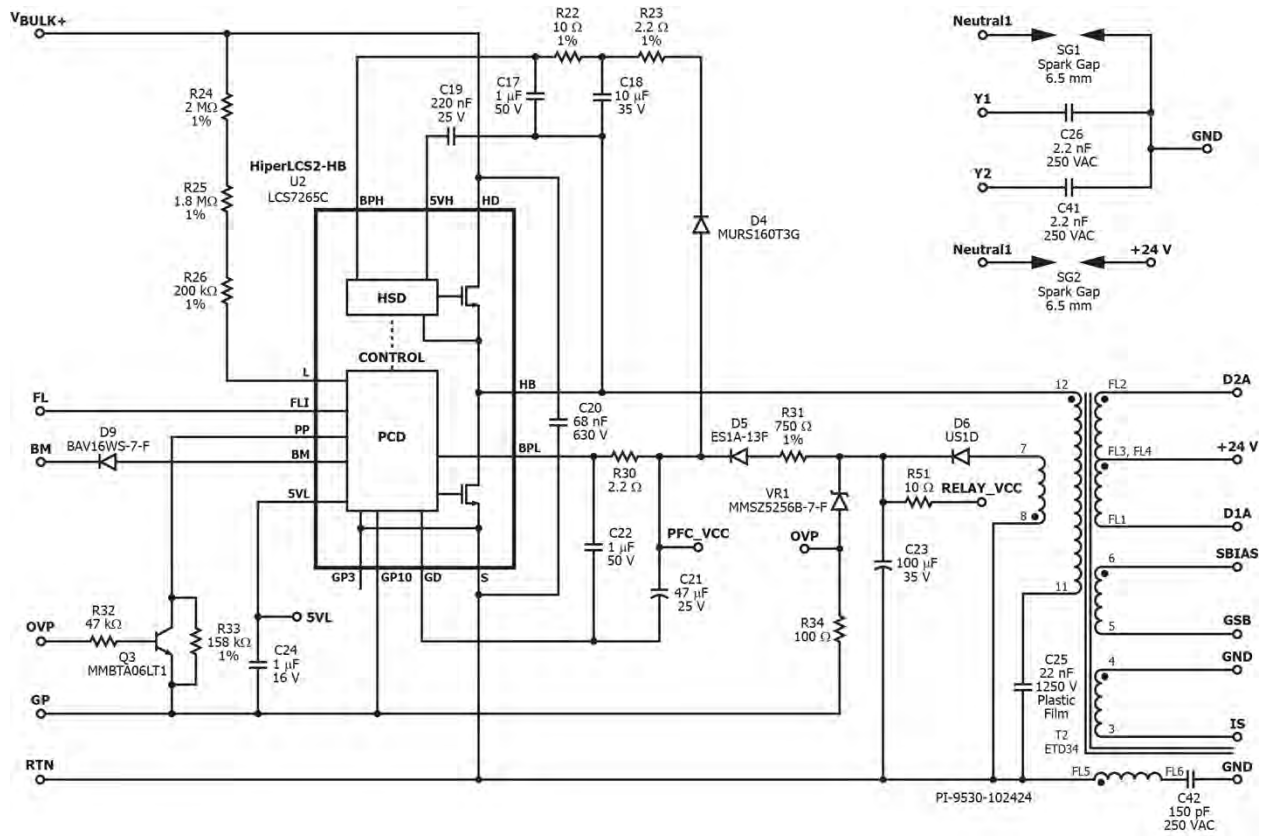 VBULK+
R22
10 Ω
1%
R23
2.2 Ω
1%
Neutral1
SG1
Spark Gap
6.5 mm
R24
2 MΩ
1%
C19
220 nF
25 V
C17
1 µF
50 V
C18
10 µF
35 V
Y1
C26
2.2 nF
250 VAC
GND
HiperLCS2-HB
U2
LCS7265C
R25
1.8 MΩ
1%
BPH
5VH
HD
Y2
C41
2.2 nF
250 VAC
D4
MURS160T3G
Neutral1
+24 V
SG2
Spark Gap
6.5 mm
R26
200 kΩ
1%
HSD
CONTROL
L
HB
12
FL2
D2A
FL
FLI
PP
C20
68 nF
630 V
D9
BAV16WS-7-F
BM
BM
PCD
BPL
R30
2.2 Ω
D5
ES1A-13F
R31
750 Ω
1%
D6
US1D
7
FL3, FL4
+24 V
R51
10 Ω
RELAY_VCC
5VL
VR1
MMSZ5256B-7-F
8
FL1
D1A
C22
1 µF
50 V
PFC_VCC
OVP
C23
100 µF
35 V
6
SBIAS
GP3
GP10
GD
S
C21
47 µF
25 V
11
R32
47 kΩ
OVP
Q3
MMBTA06LT1
R33
158 kΩ
1%
5VL
C24
1 µF
16 V
R34
100 Ω
5
GSB
C25
22 nF
1250 V
Plastic
Film
4
GND
GP
3
IS
T2
ETD34
RTN
FL5
FL6
GND
PI-9530-102424
C42
150 pF
250 VAC